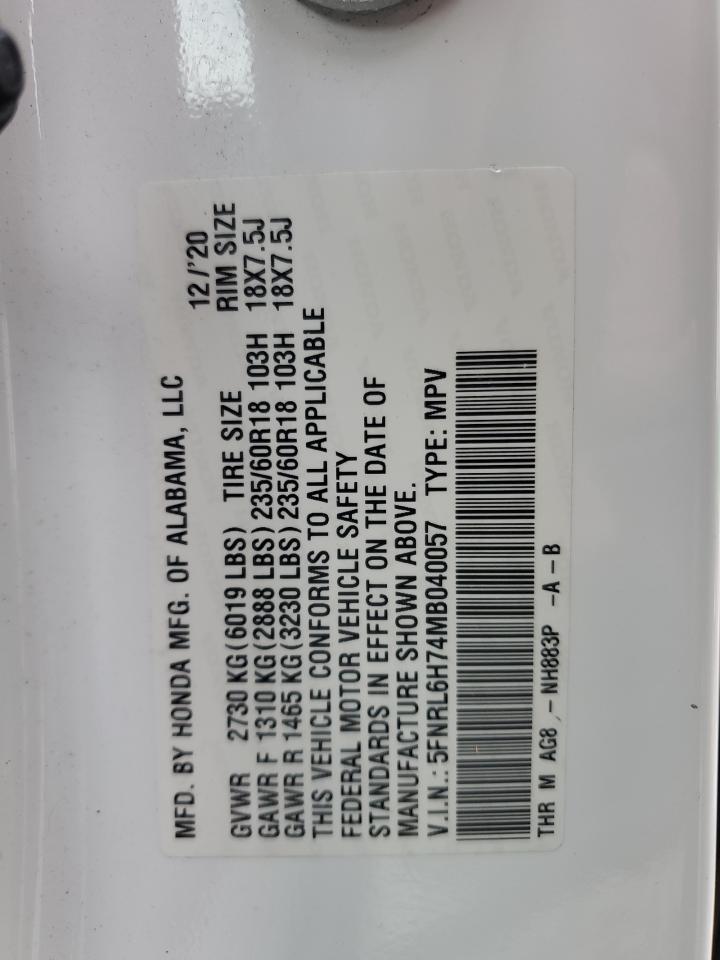 MFD. BY HONDA MFG. OF ALABAMA, LLC 12/'20
GVWR 2730 KG(6019 LBS) TIRE SIZE RIM SIZE
GAWR F 1310 KG(2888 LBS) 235/60R18 103H 18X7.5J
GAWR R 1465 KG(3230 LBS) 235/60R18 103H 18X7.5J
THIS VEHICLE CONFORMS TO ALL APPLICABLE
FEDERAL MOTOR VEHICLE SAFETY
STANDARDS IN EFFECT ON THE DATE OF
MANUFACTURE SHOWN ABOVE.
V.I.N.: 5FNRL6H74MB040057 TYPE: MPV
THR M AG8 ,- NH883P -A-B